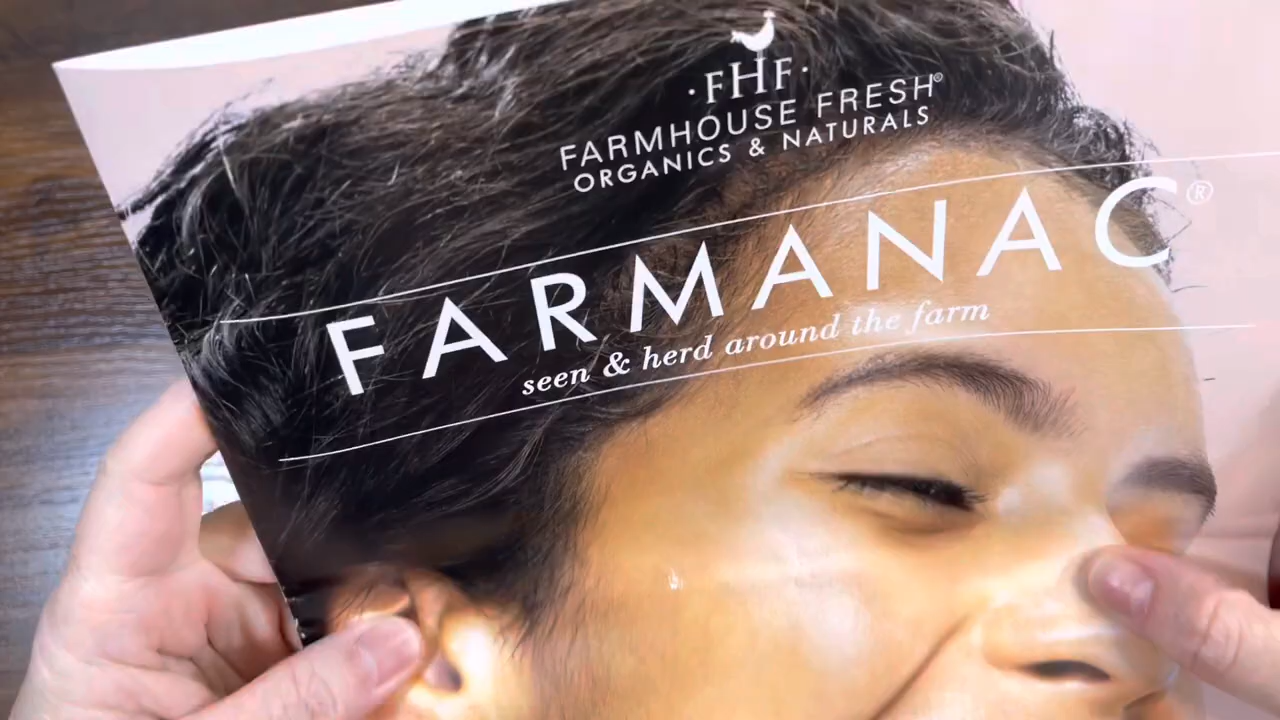 ·FHF·
FARMHOUSE FRESH®
ORGANICS & NATURALS
FARMANAC®
seen & herd around the farm